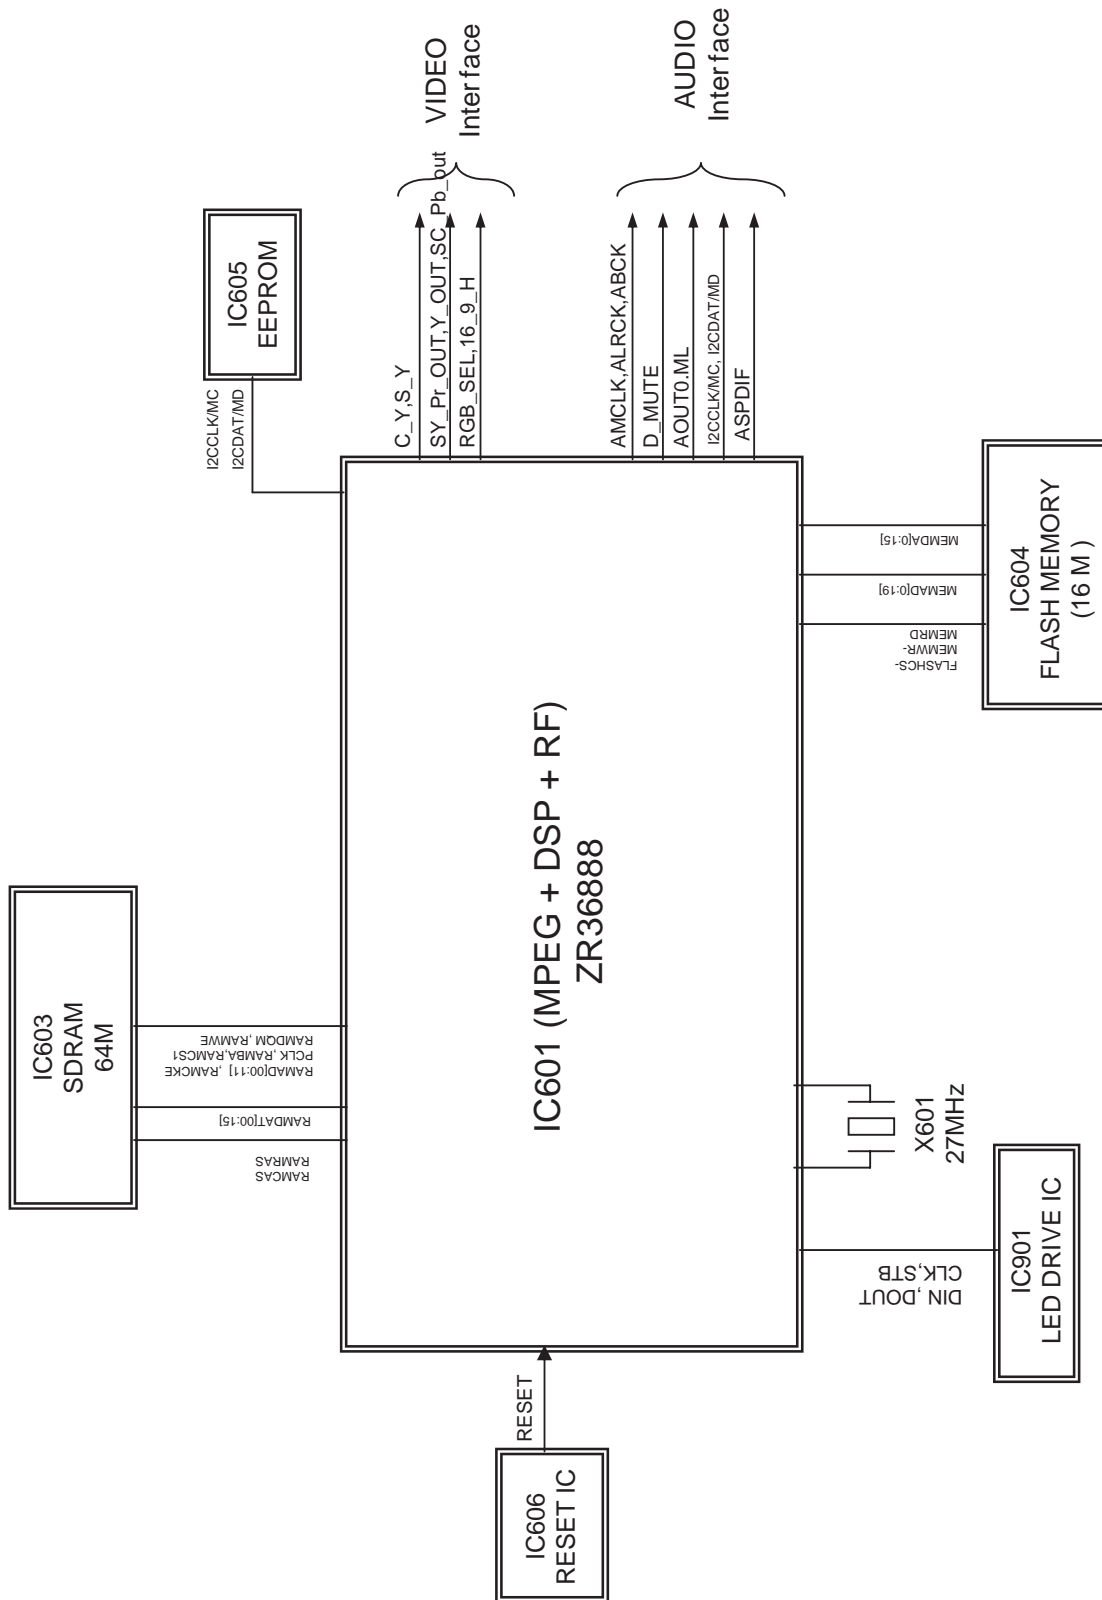 IC603
SDRAM
64M
RAMDQM ,RAMWE
PCLK ,RAMBA,RAMCS1
RAMAD[00:11] ,RAMCKE
RAMDAT[00:15]
RAMRAS
RAMCAS
IC605
EEPROM
I2CCLK/MC
I2CDAT/MD
IC606
RESET IC
RESET
IC601 (MPEG + DSP + RF)
ZR36888
C_Y,S_Y
SY_Pr_OUT,Y_OUT,SC_Pb_out
RGB_SEL,16_9_H
VIDEO
Interface
AMCLK,ALRCK,ABCK
D_MUTE
AOUT0.ML
I2CCLK/MC, I2CDAT/MD
ASPDIF
AUDIO
Interface
DIN, DOUT
CLK,STB
IC901
LED DRIVE IC
X601
27MHz
FLASHCS-
MEMWR-
MEMRD
MEMAD[0:19]
MEMDA[0:15]
IC604
FLASH MEMORY
(16 M )